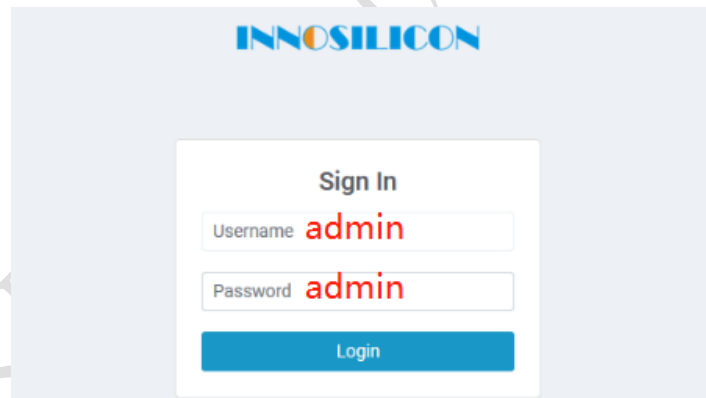 INNOSILICON
Sign In
Username admin
Password admin
Login